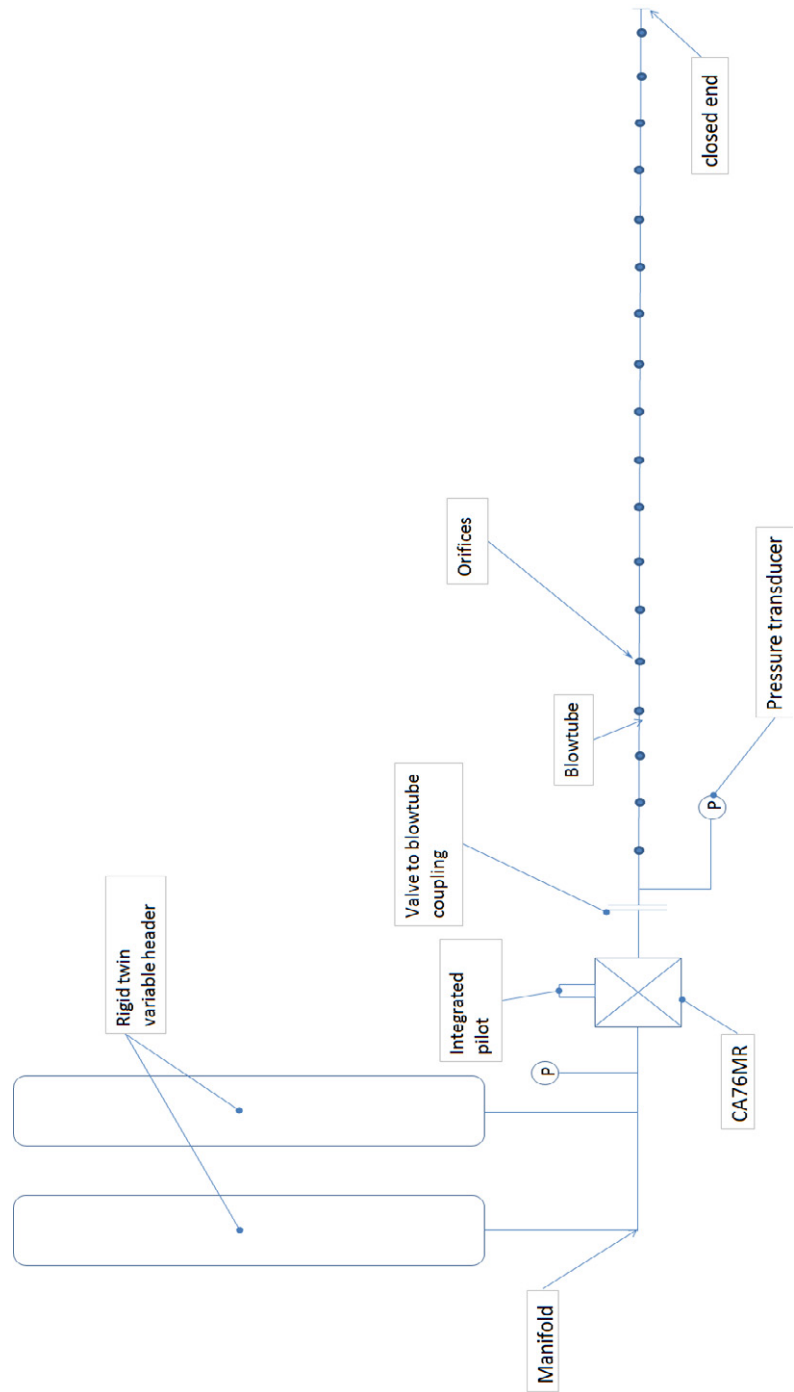 Rigid twin
variable header
Manifold
P
Integrated
pilot
CA76MR
Valve to blowtube
coupling
P
Pressure transducer
Blowtube
Orifices
closed end